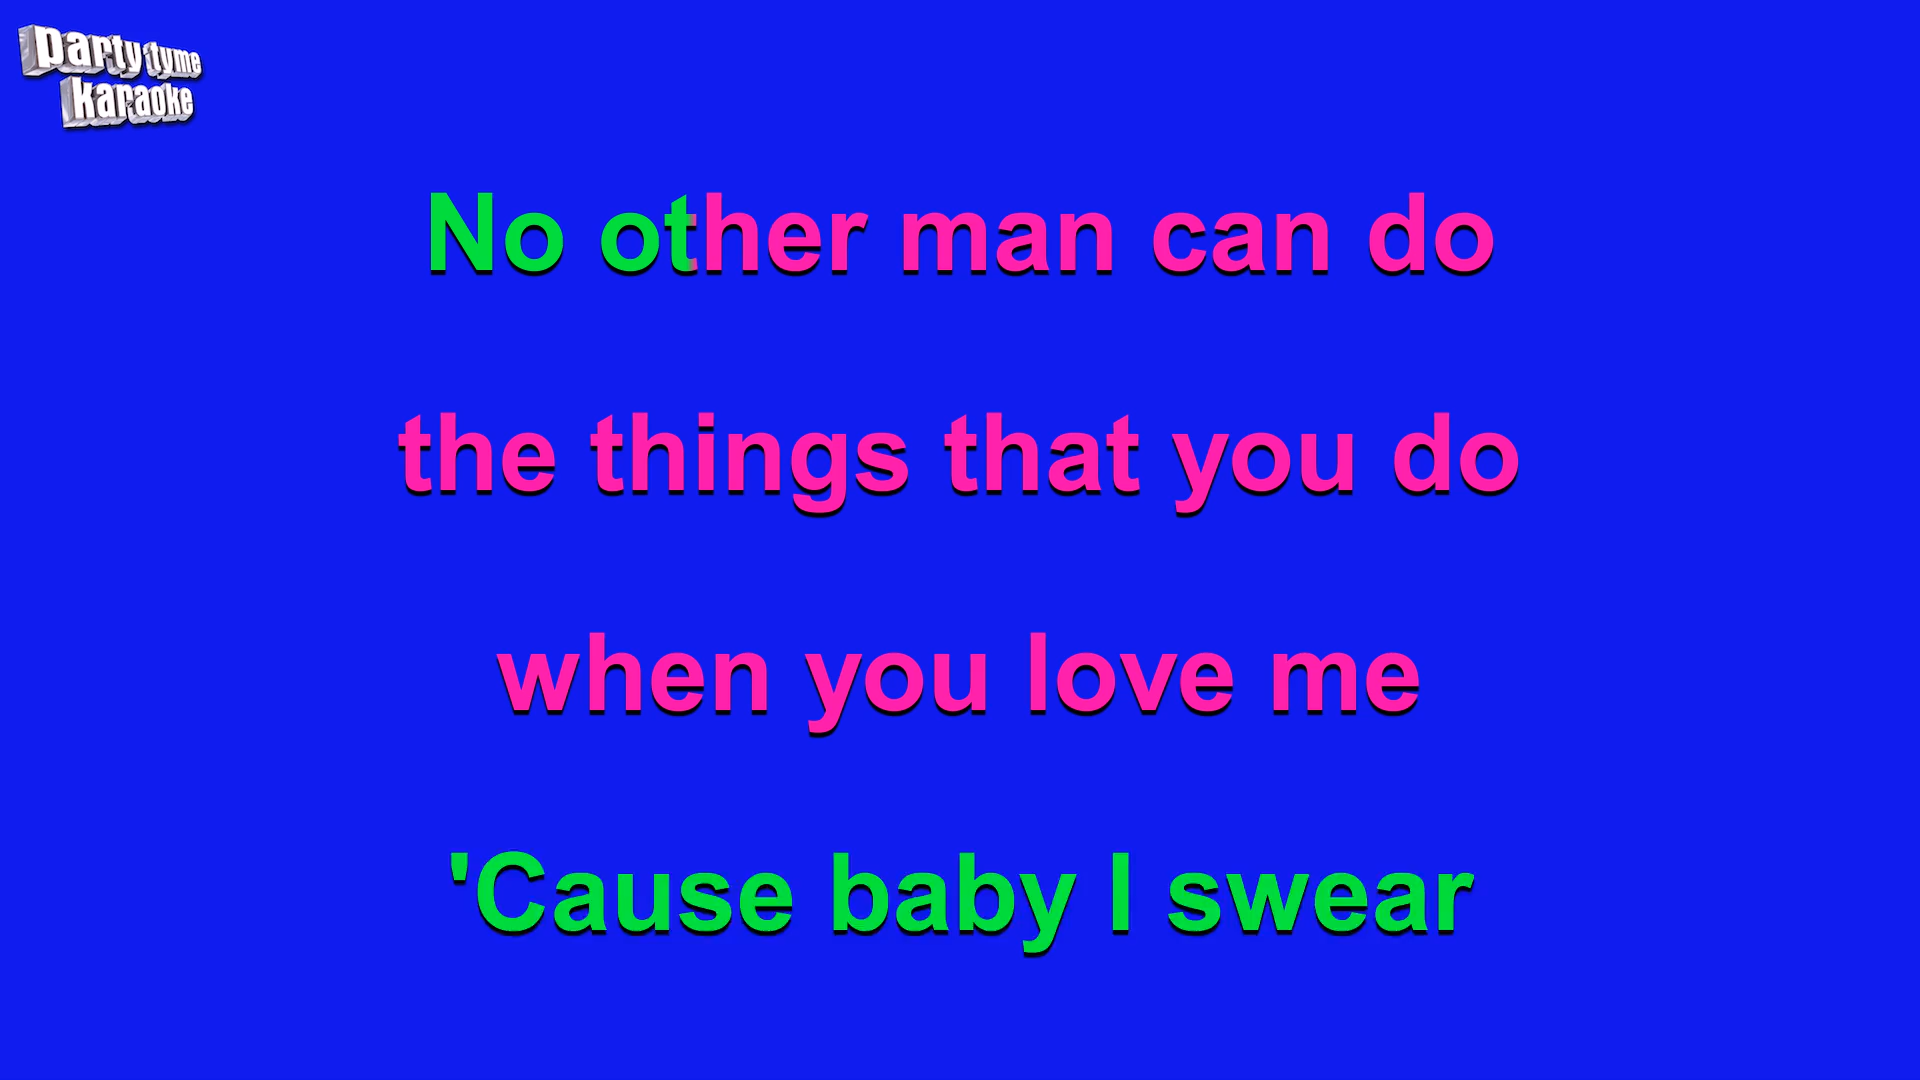 party tyme
karaoke
No other man can do
the things that you do
when you love me
'Cause baby I swear